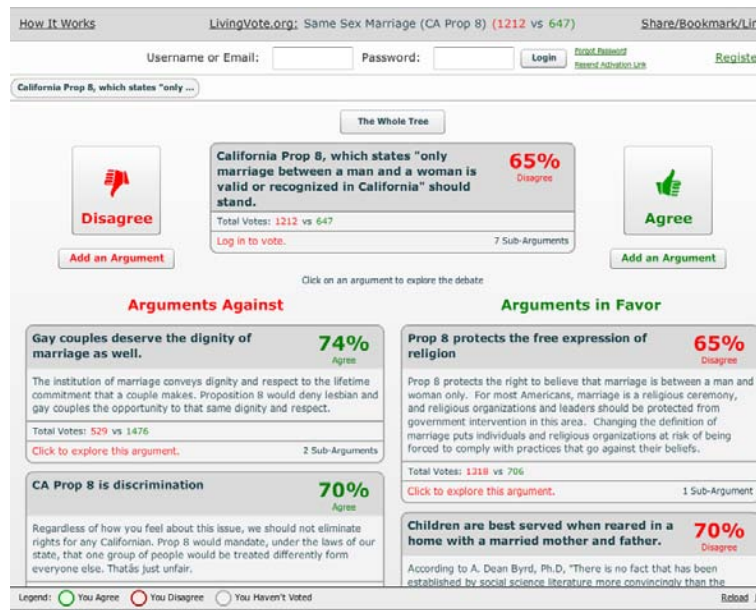 How It Works
LivingVote.org: Same Sex Marriage (CA Prop 8) (1212 vs 647)
Share/Bookmark/Lin
Username or Email:
Password:
Login
Forgot Password
Resend Activation Link
Registe
California Prop 8, which states "only ...
The Whole Tree
Disagree
Add an Argument
California Prop 8, which states "only
marriage between a man and a woman is
valid or recognized in California" should
stand.
65%
Disagree
Total Votes: 1212 vs 647
Log in to vote.
7 Sub-Arguments
Agree
Add an Argument
Click on an argument to explore the debate
Arguments Against
Gay couples deserve the dignity of
marriage as well.
74%
Agree
The institution of marriage conveys dignity and respect to the lifetime
commitment that a couple makes. Proposition 8 would deny lesbian and
gay couples the opportunity to that same dignity and respect.
Total Votes: 529 vs 1476
Click to explore this argument.
2 Sub-Arguments
CA Prop 8 is discrimination
70%
Agree
Regardless of how you feel about this issue, we should not eliminate
rights for any Californian. Prop 8 would mandate, under the laws of our
state, that one group of people would be treated differently form
everyone else. Thatás just unfair.
Arguments in Favor
Prop 8 protects the free expression of
religion
65%
Disagree
Prop 8 protects the right to believe that marriage is between a man and
woman only. For most Americans, marriage is a religious ceremony,
and religious organizations and leaders should be protected from
government intervention in this area. Changing the definition of
marriage puts individuals and religious organizations at risk of being
forced to comply with practices that go against their beliefs.
Total Votes: 1318 vs 706
Click to explore this argument.
1 Sub-Argument
Children are best served when reared in a
home with a married mother and father.
70%
Disagree
According to A. Dean Byrd, Ph.D, "There is no fact that has been
established by social science literature more convincingly than the
Legend:
You Agree
You Disagree
You Haven't Voted
Reload